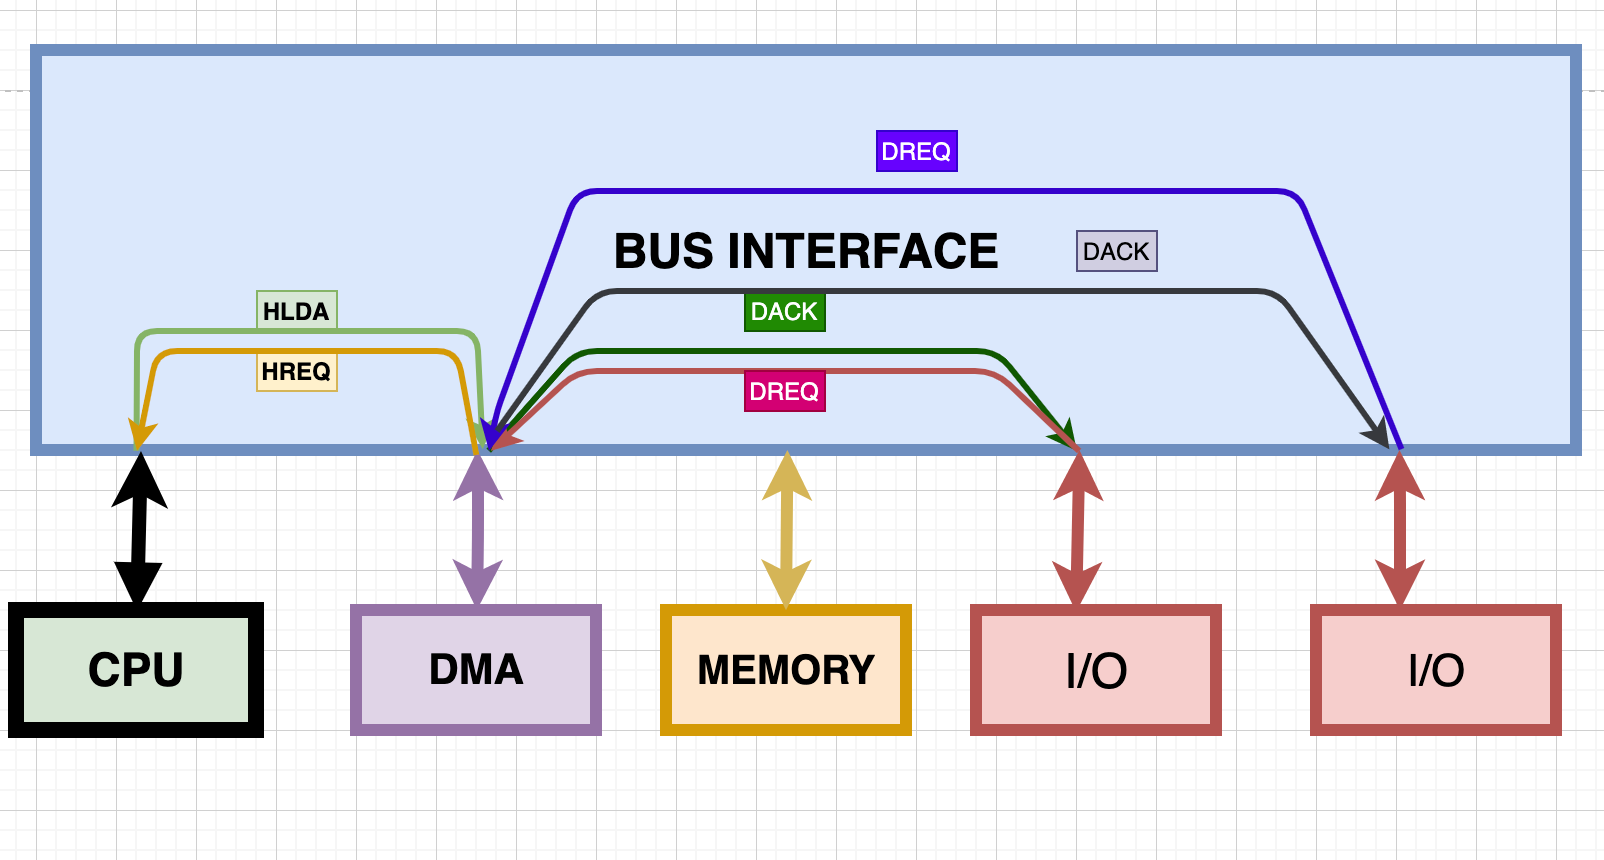 DREQ
BUS INTERFACE
DACK
HLDA
DACK
HREQ
DREQ
CPU
DMA
MEMORY
I/O
I/O